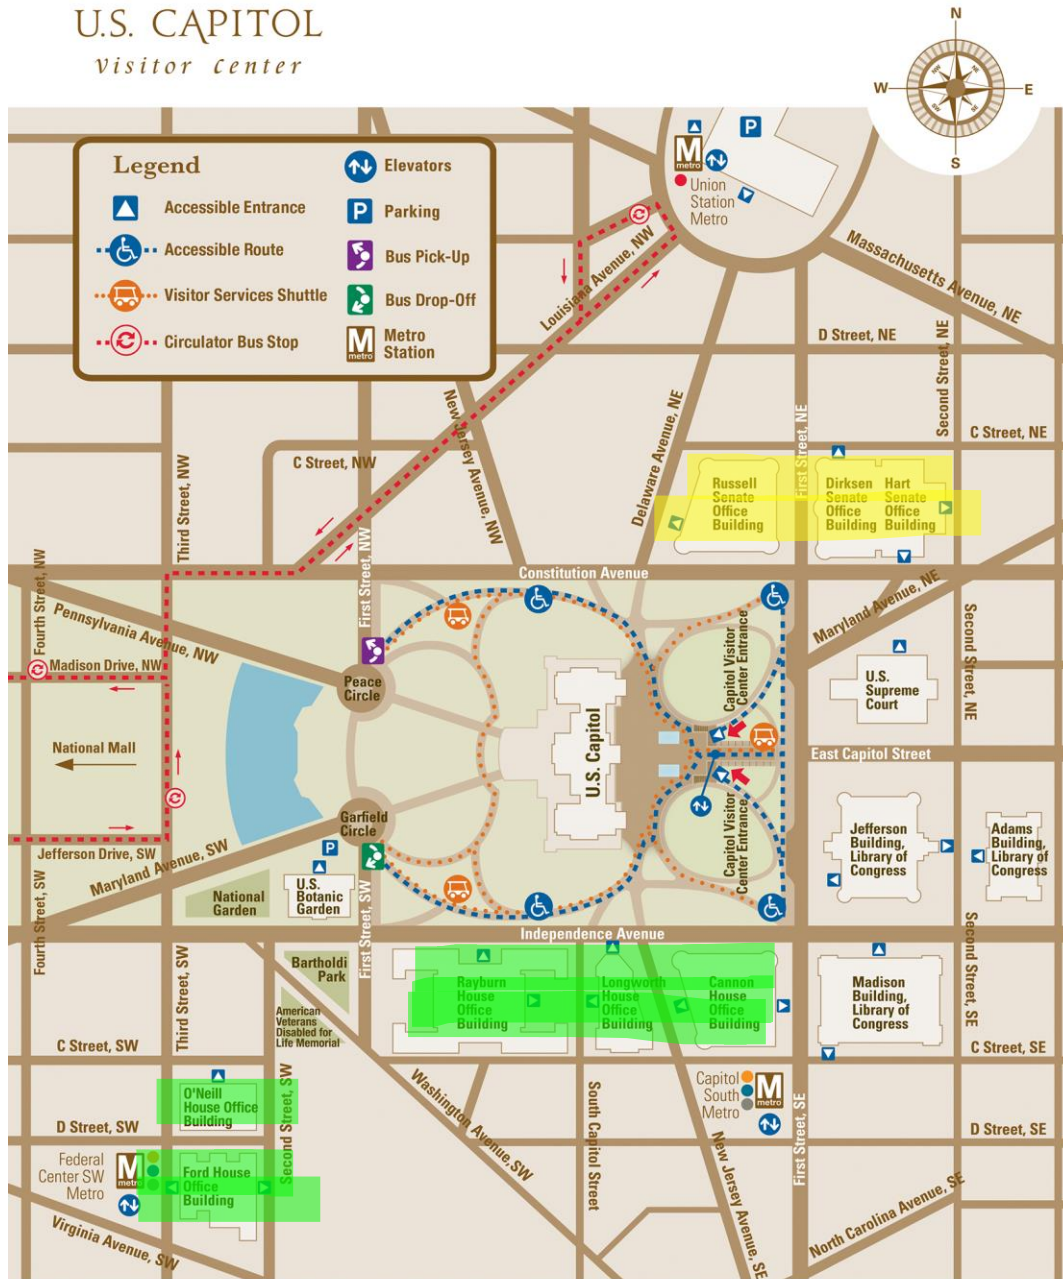 U.S. CAPITOL
Visitor Center
N
W
E
S
NW
NE
SW
SE
Legend
Accessible Entrance
Accessible Route
Visitor Services Shuttle
Circulator Bus Stop
Elevators
P
Parking
Bus Pick-Up
Bus Drop-Off
M
metro
Metro
Station
P
M
metro
Union
Station
Metro
Louisiana Avenue, NW
Massachusetts Avenue, NE
D Street, NE
Second Street, NE
C Street, NE
First Street, NE
Delaware Avenue, NE
New Jersey Avenue, NW
C Street, NW
Third Street, NW
First Street, NW
Fourth Street, NW
Russell
Senate
Office
Building
Dirksen
Senate
Office
Building
Hart
Senate
Office
Building
Constitution Avenue
Pennsylvania Avenue, NW
Madison Drive, NW
Maryland Avenue, NE
Second Street, NE
Peace
Circle
Capitol Visitor
Center Entrance
U.S.
Supreme
Court
National Mall
U.S. Capitol
East Capitol Street
Capitol Visitor
Center Entrance
Garfield
Circle
Jefferson Drive, SW
Maryland Avenue, SW
P
Jefferson
Building,
Library of
Congress
Adams
Building,
Library of
Congress
National
Garden
U.S.
Botanic
Garden
Fourth Street, SW
First Street, SW
Independence Avenue
Second Street, SE
Third Street, SW
Bartholdi
Park
Rayburn
House
Office
Building
Longworth
House
Office
Building
Cannon
House
Office
Building
Madison
Building,
Library of
Congress
American
Veterans
Disabled for
Life Memorial
C Street, SW
C Street, SE
Second Street, SW
Washington Avenue, SW
South Capitol Street
Capitol
South
Metro
M
metro
First Street, SE
New Jersey Avenue, SE
O'Neill
House Office
Building
D Street, SW
D Street, SE
Federal
Center SW
Metro
M
metro
Ford House
Office
Building
Virginia Avenue, SW
North Carolina Avenue, SE